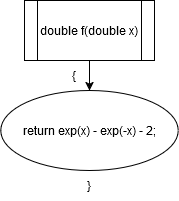 double f(double x)
{
return exp(x) - exp(-x) - 2;
}